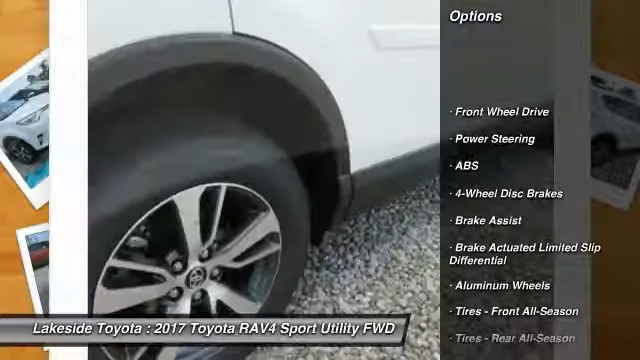 Options
· Front Wheel Drive
· Power Steering
· ABS
· 4-Wheel Disc Brakes
· Brake Assist
· Brake Actuated Limited Slip
Differential
· Aluminum Wheels
· Tires - Front All-Season
· Tires - Rear All-Season
Lakeside Toyota : 2017 Toyota RAV4 Sport Utility FWD